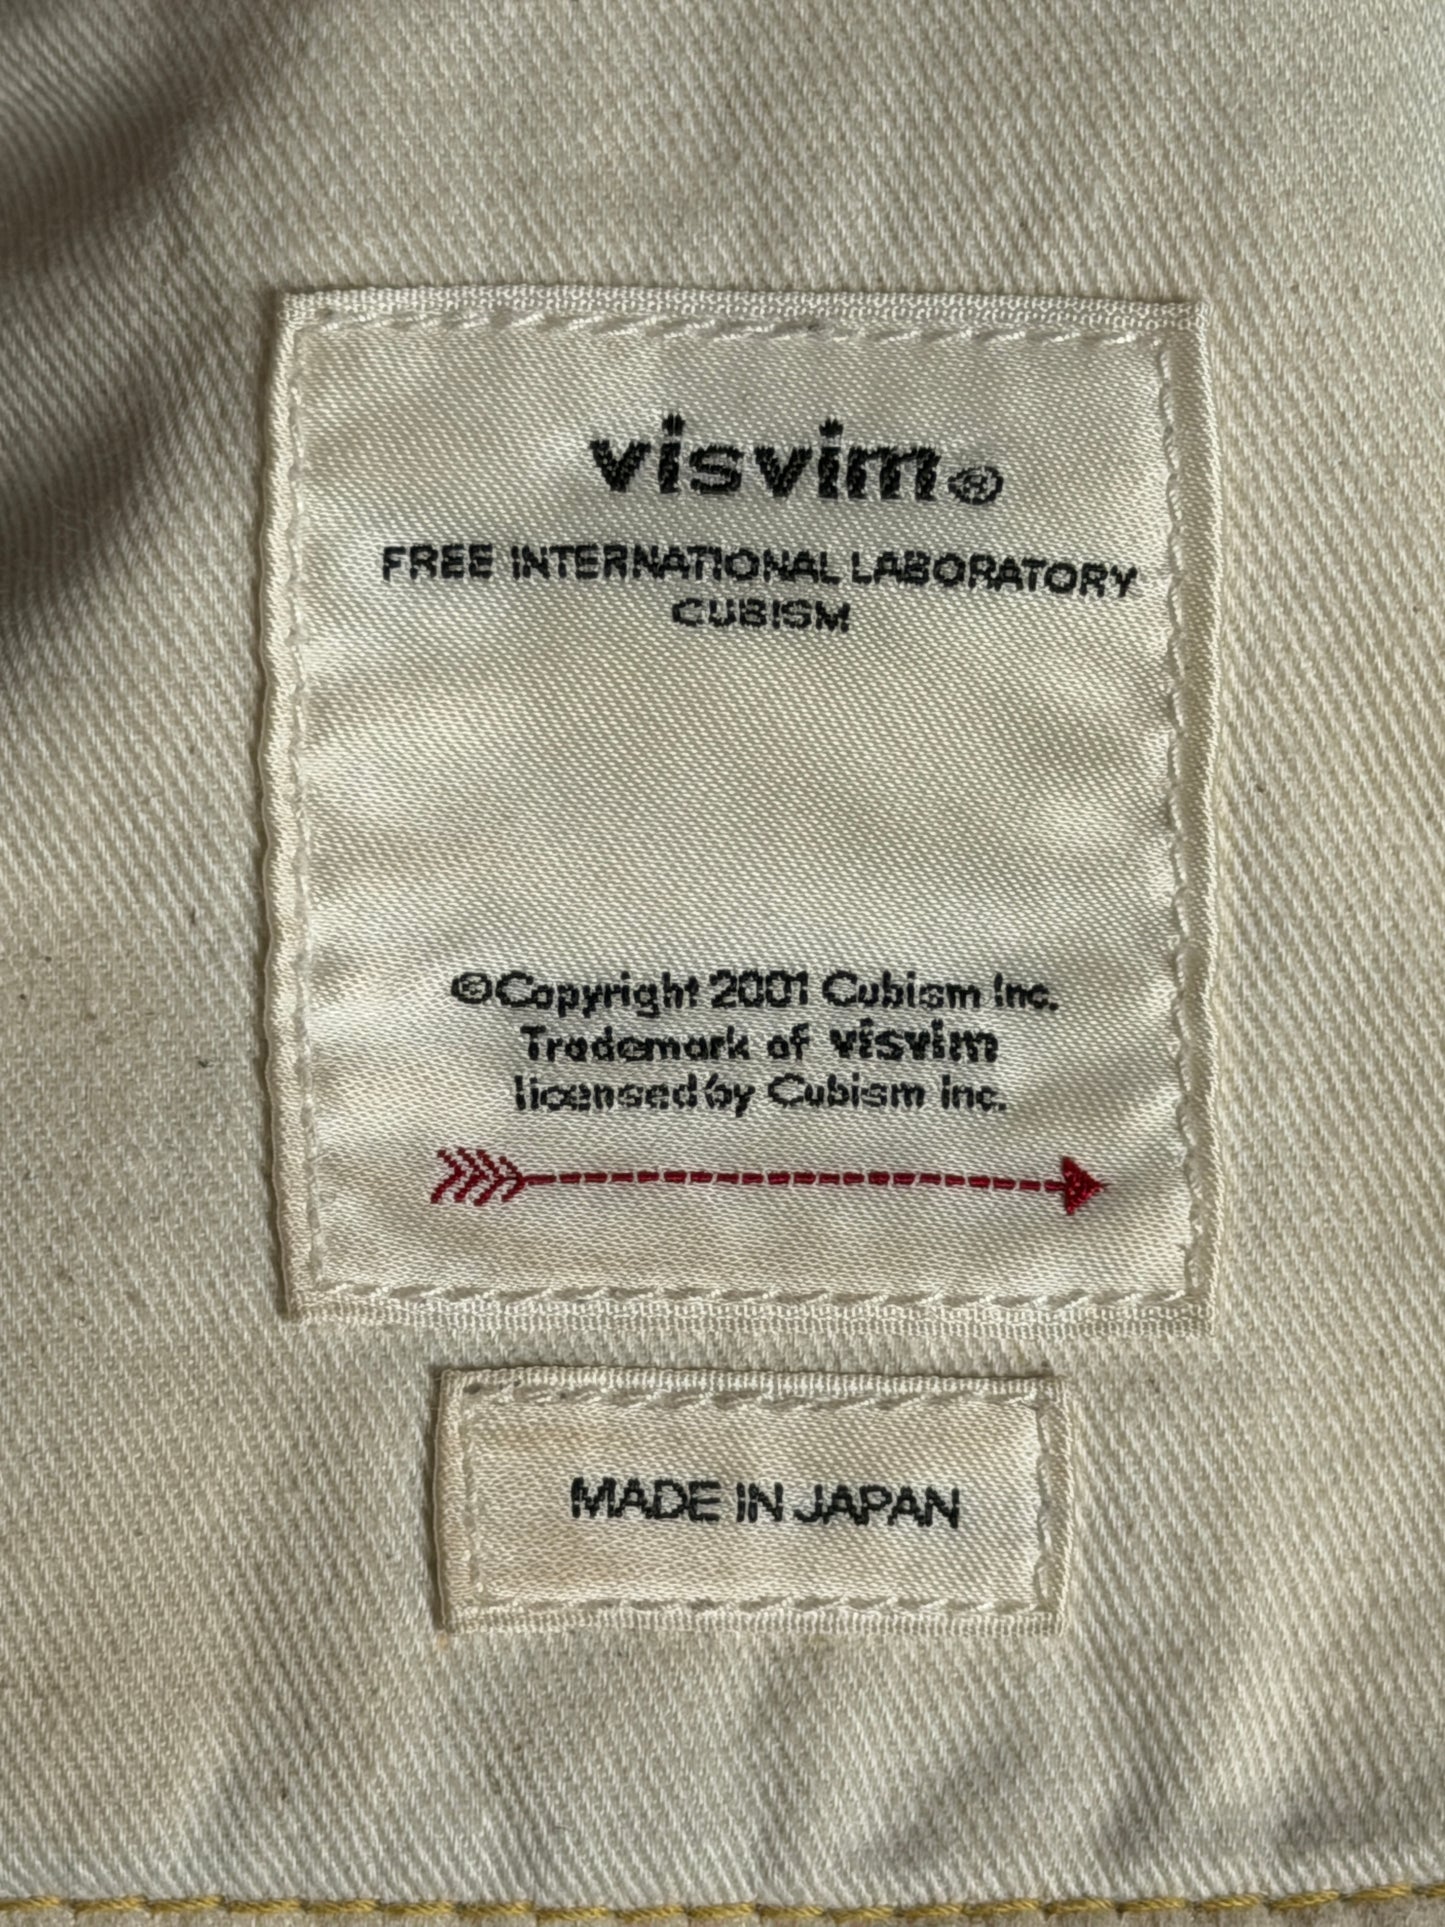 visvim®
FREE INTERNATIONAL LABORATORY
CUBISM
©Copyright 2001 Cubism Inc.
Trademark of visvim
licensed by Cubism Inc.
MADE IN JAPAN